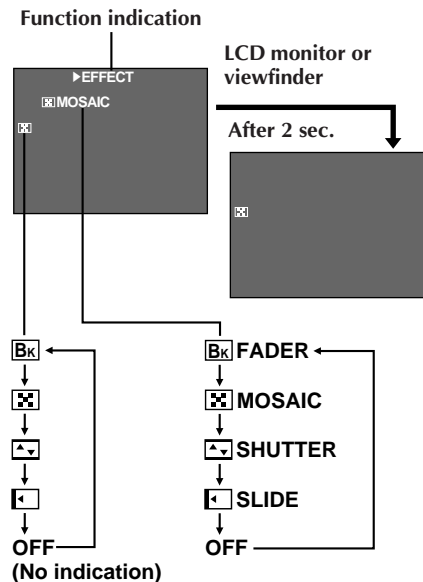 Function indication
▶EFFECT
MOSAIC
LCD monitor or
viewfinder
After 2 sec.
BK
BK FADER
MOSAIC
SHUTTER
SLIDE
OFF
OFF
(No indication)